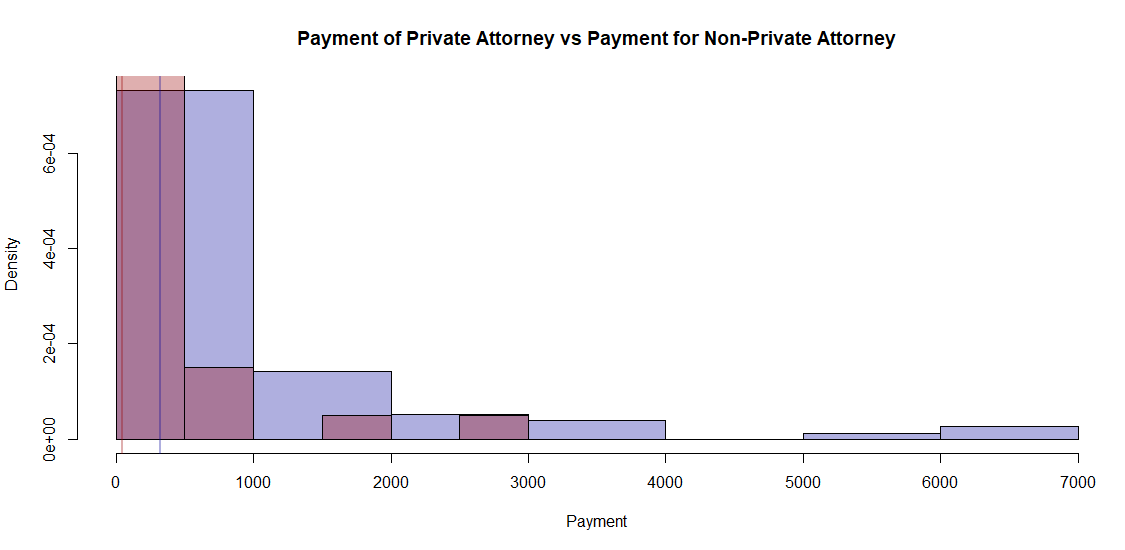 Payment of Private Attorney vs Payment for Non-Private Attorney
Density
6e-04
4e-04
2e-04
0e+00
0 1000 2000 3000 4000 5000 6000 7000
Payment